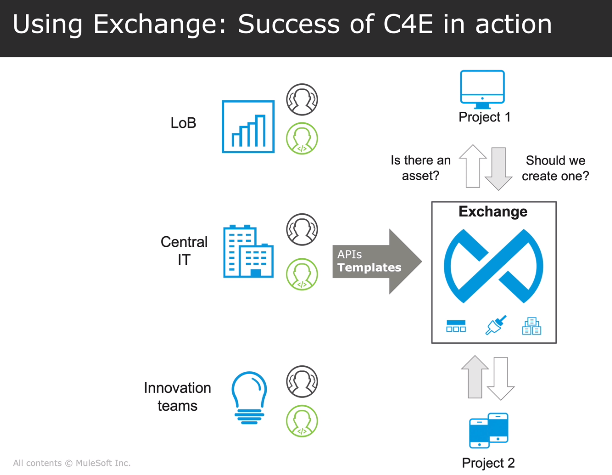 Using Exchange: Success of C4E in action
LoB
Project 1
Is there an
asset?
Should we
create one?
Central
IT
APIs
Templates
Exchange
Innovation
teams
Project 2
All contents © MuleSoft Inc.